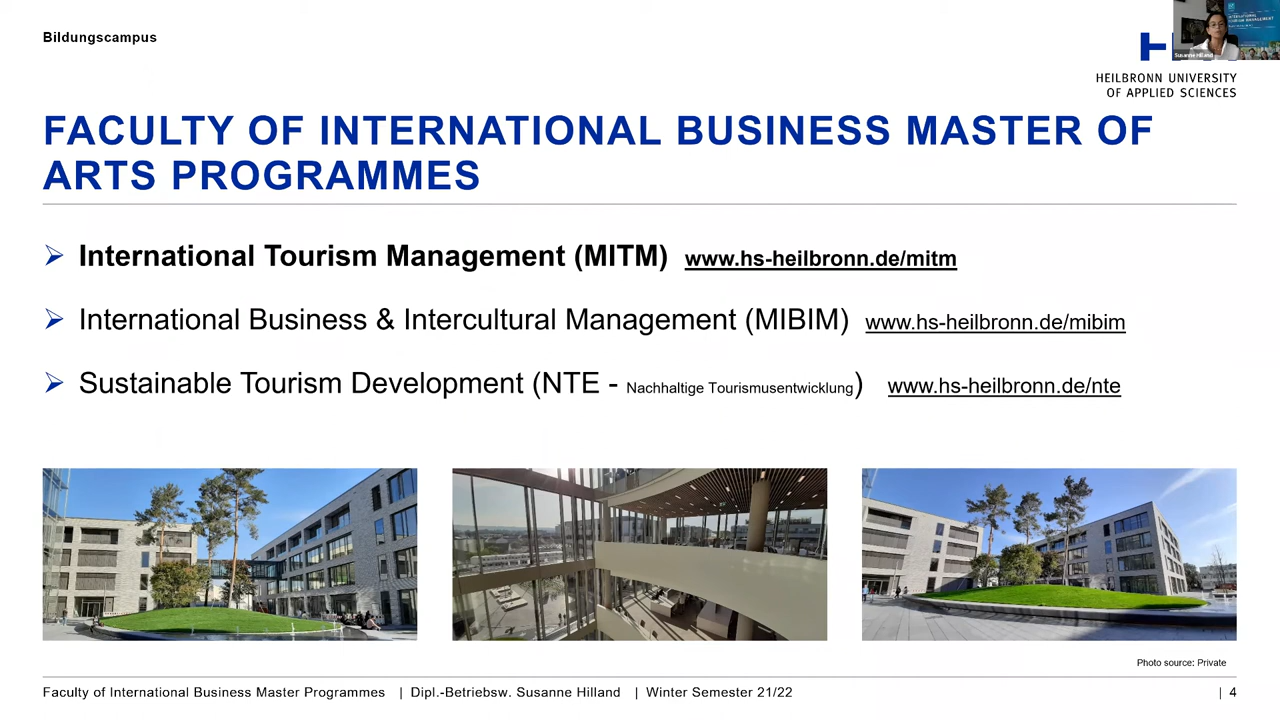 Bildungscampus
Susanne Hilland
HEILBRONN UNIVERSITY
OF APPLIED SCIENCES
FACULTY OF INTERNATIONAL BUSINESS MASTER OF
ARTS PROGRAMMES
International Tourism Management (MITM) www.hs-heilbronn.de/mitm
International Business & Intercultural Management (MIBIM) www.hs-heilbronn.de/mibim
Sustainable Tourism Development (NTE - Nachhaltige Tourismusentwicklung) www.hs-heilbronn.de/nte
Photo source: Private
Faculty of International Business Master Programmes | Dipl.-Betriebsw. Susanne Hilland | Winter Semester 21/22 | 4